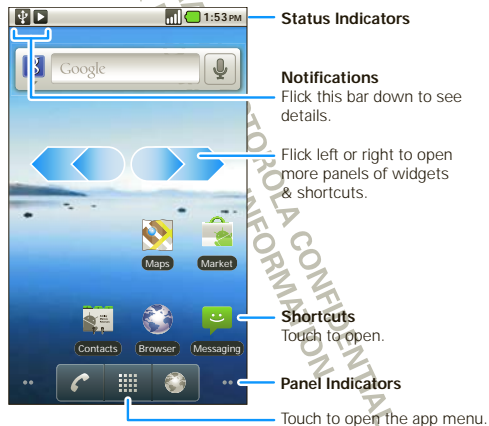 1:53 PM
Status Indicators
Google
Notifications
Flick this bar down to see
details.
Flick left or right to open
more panels of widgets
& shortcuts.
Maps
Market
Shortcuts
Touch to open.
Contacts
Browser
Messaging
Panel Indicators
Touch to open the app menu.
MOTOROLA CONFIDENTIAL
INFORMATION